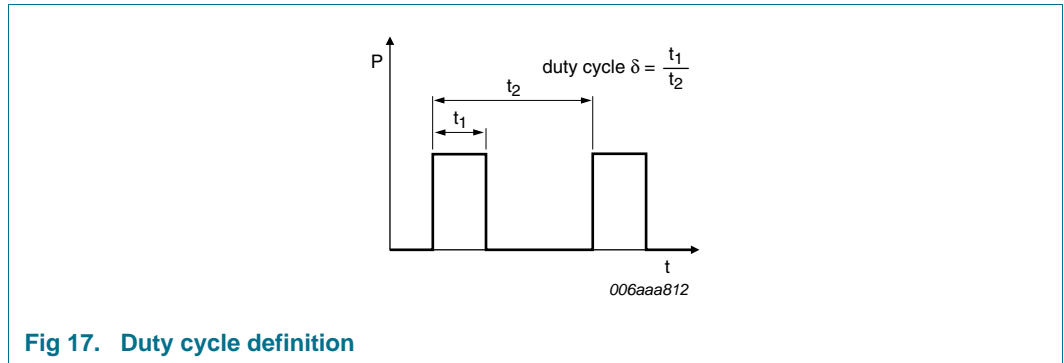 P
duty cycle δ = t1
t2
t2
t1
t
006aaa812
Fig 17. Duty cycle definition